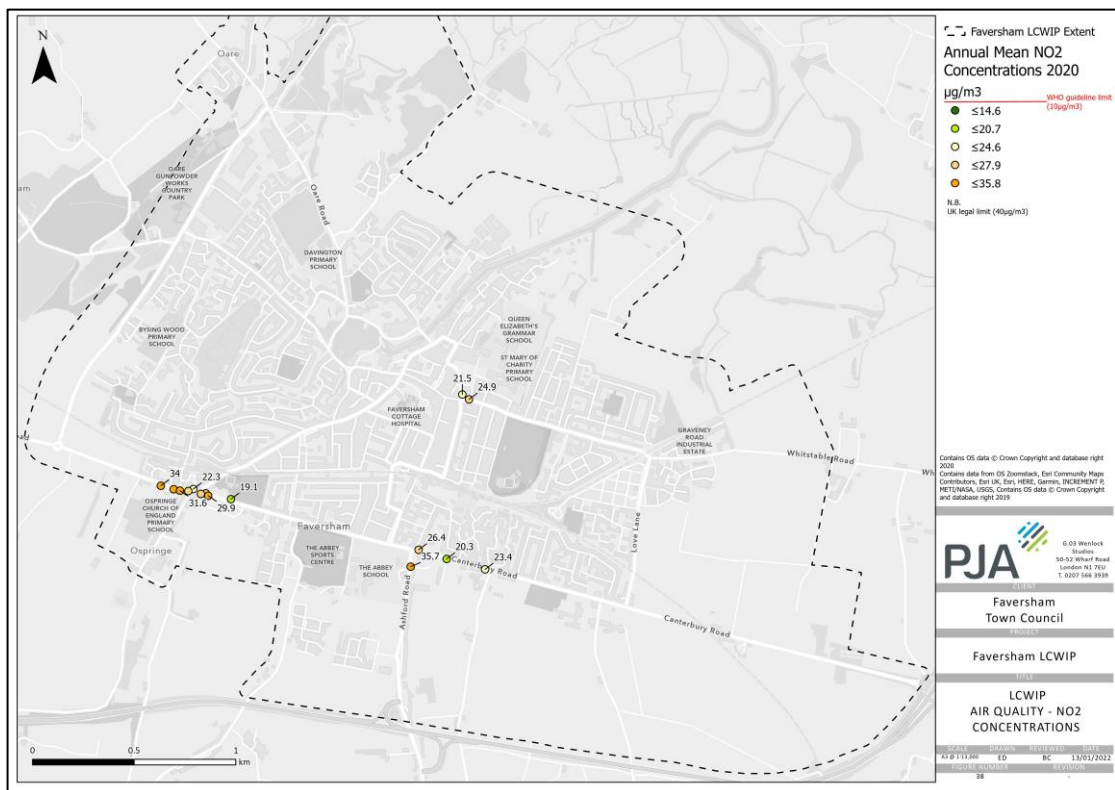 N
Oare
OARE
GUNPOWDER
WORKS
COUNTRY
PARK
Oare Road
DAVINGTON
PRIMARY
SCHOOL
BYSING WOOD
PRIMARY
SCHOOL
QUEEN
ELIZABETH'S
GRAMMAR
SCHOOL
ST MARY OF
CHARITY
PRIMARY
SCHOOL
21.5
24.9
FAVERSHAM
COTTAGE
HOSPITAL
GRAVENEY
ROAD
INDUSTRIAL
ESTATE
Whitstable Road
Wh
34
22.3
19.1
31.6
29.9
OSPRINGE
CHURCH OF
ENGLAND
PRIMARY
SCHOOL
Ospringe
Faversham
THE ABBEY
SPORTS
CENTRE
THE ABBEY
SCHOOL
26.4
35.7
20.3
23.4
Canterbury Road
Ashford Road
Love Lane
Canterbury Road
0 0.5 1
km
Faversham LCWIP Extent
Annual Mean NO2
Concentrations 2020
µg/m3
WHO guideline limit
(10µg/m3)
≤14.6
≤20.7
≤24.6
≤27.9
≤35.8
N.B.
UK legal limit (40µg/m3)
Contains OS data © Crown Copyright and database right
2020
Contains data from OS Zoomstack, Esri Community Maps
Contributors, Esri UK, Esri, HERE, Garmin, INCREMENT P,
METI/NASA, USGS, Contains OS data © Crown Copyright
and database right 2019
PJA
G.03 Wenlock
Studios
50-52 Wharf Road
London N1 7EU
T. 0207 566 3939
CLIENT
Faversham
Town Council
PROJECT
Faversham LCWIP
TITLE
LCWIP
AIR QUALITY - NO2
CONCENTRATIONS
SCALE DRAWN REVIEWED DATE
A3 @ 1:13,000 ED BC 13/01/2022
FIGURE NUMBER REVISION
38 -